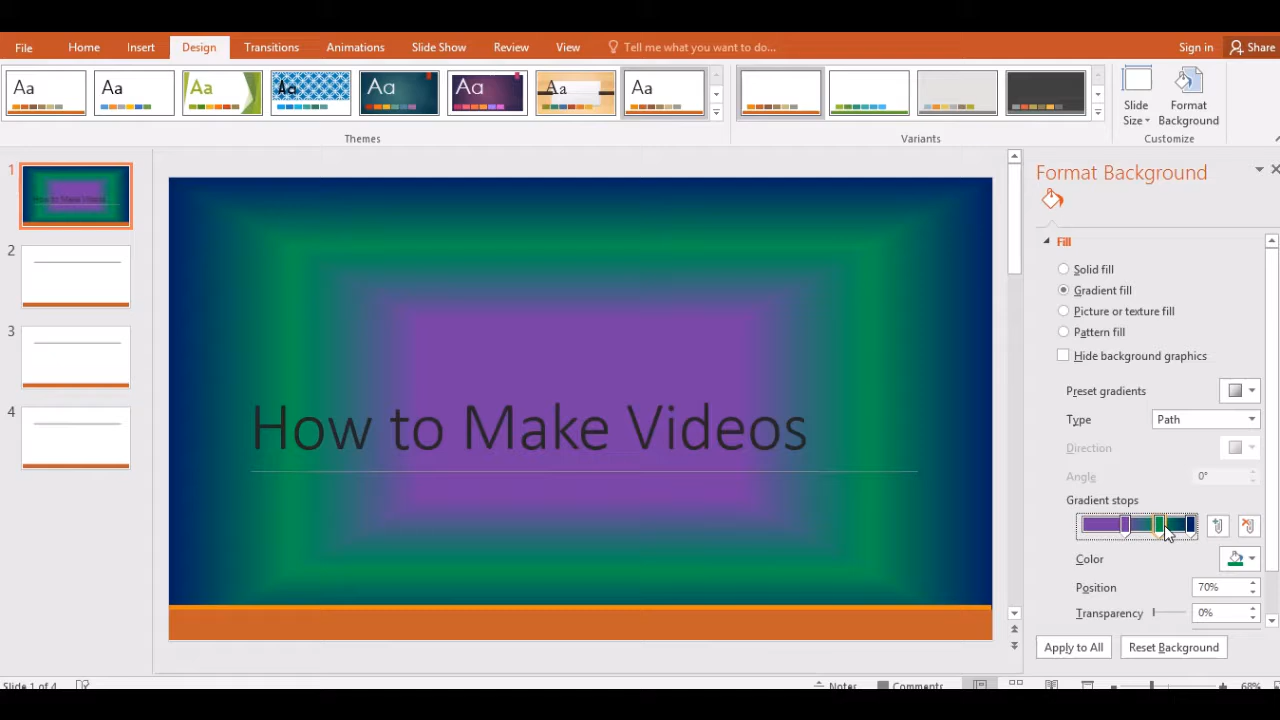 File Home Insert Design Transitions Animations Slide Show Review View Tell me what you want to do... Sign in Share
Aa Aa Aa Aa Aa Aa Aa Aa
Slide Size
Format Background
Themes Variants Customize
1
How to Make Videos
2
3
4
How to Make Videos
Format Background
Fill
Solid fill
Gradient fill
Picture or texture fill
Pattern fill
Hide background graphics
Preset gradients
Type Path
Direction
Angle 0°
Gradient stops
Color
Position 70%
Transparency 0%
Apply to All Reset Background
Slide 1 of 4 Notes Comments 68%